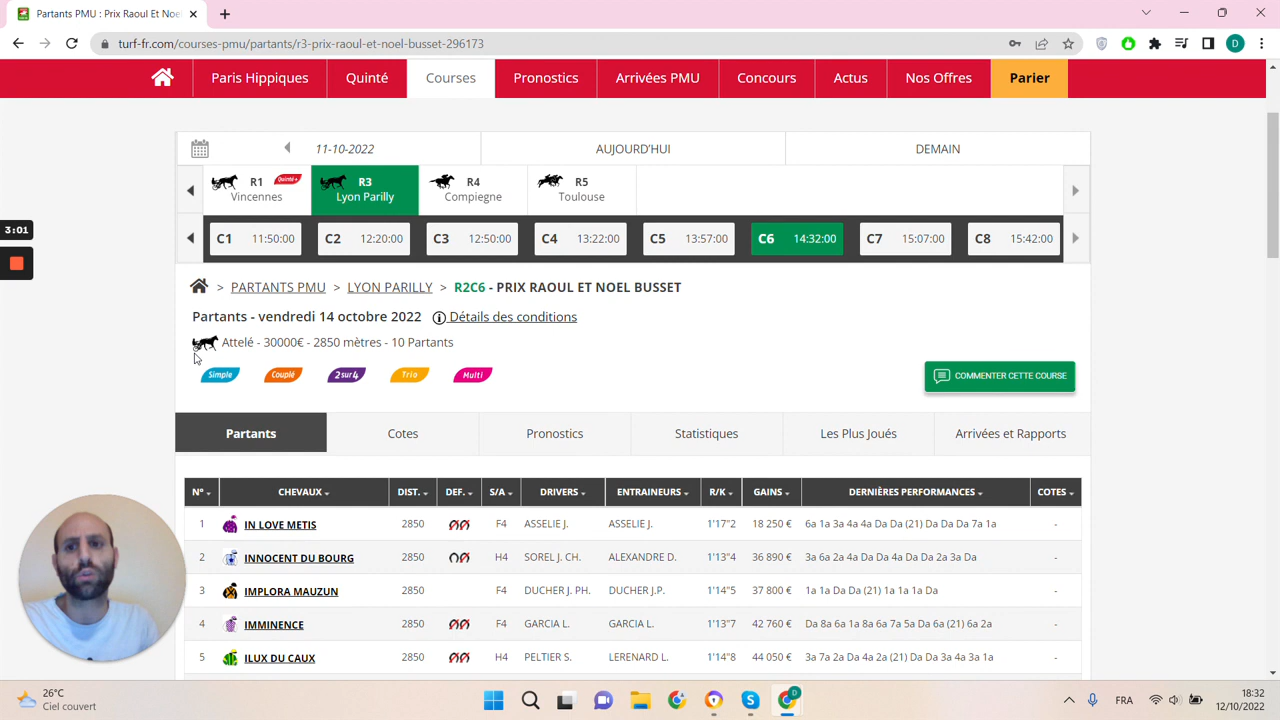 Partants PMU : Prix Raoul Et Noe
turf-fr.com/courses-pmu/partants/r3-prix-raoul-et-noel-busset-296173
D
Paris Hippiques Quinté Courses Pronostics Arrivées PMU Concours Actus Nos Offres Parier
11-10-2022 AUJOURD'HUI DEMAIN
R1 Quinté+ R3 R4 R5
Vincennes Lyon Parilly Compiegne Toulouse
C1 11:50:00 C2 12:20:00 C3 12:50:00 C4 13:22:00 C5 13:57:00 C6 14:32:00 C7 15:07:00 C8 15:42:00
3:01
> PARTANTS PMU > LYON PARILLY > R2C6 - PRIX RAOUL ET NOEL BUSSET
Partants - vendredi 14 octobre 2022 Détails des conditions
Attelé - 30000€ - 2850 mètres - 10 Partants
Simple Couplé 2sur4 Trio Multi
COMMENTER CETTE COURSE
Partants Cotes Pronostics Statistiques Les Plus Joués Arrivées et Rapports
N° CHEVAUX DIST. DEF. S/A DRIVERS ENTRAINEURS R/K GAINS DERNIÈRES PERFORMANCES COTES
1 IN LOVE METIS 2850 F4 ASSELIE J. ASSELIE J. 1'17"2 18 250 € 6a 1a 3a 4a 4a Da Da (21) Da Da Da 7a 1a -
2 INNOCENT DU BOURG 2850 H4 SOREL J. CH. ALEXANDRE D. 1'13"4 36 890 € 3a 6a 2a 4a Da Da 4a Da Da 2a 3a Da -
3 IMPLORA MAUZUN 2850 F4 DUCHER J. PH. DUCHER J.P. 1'14"5 37 800 € 1a 1a Da Da (21) 1a 1a 1a Da -
4 IMMINENCE 2850 F4 GARCIA L. GARCIA L. 1'13"7 42 760 € Da 8a 6a 1a 8a 6a 7a 5a Da 6a (21) 6a 2a -
5 ILUX DU CAUX 2850 H4 PELTIER S. LERENARD L. 1'14"8 44 050 € 3a 7a 2a Da 4a 2a (21) Da Da 3a 4a 3a 1a -
26°C
Ciel couvert
FRA
18:32
12/10/2022